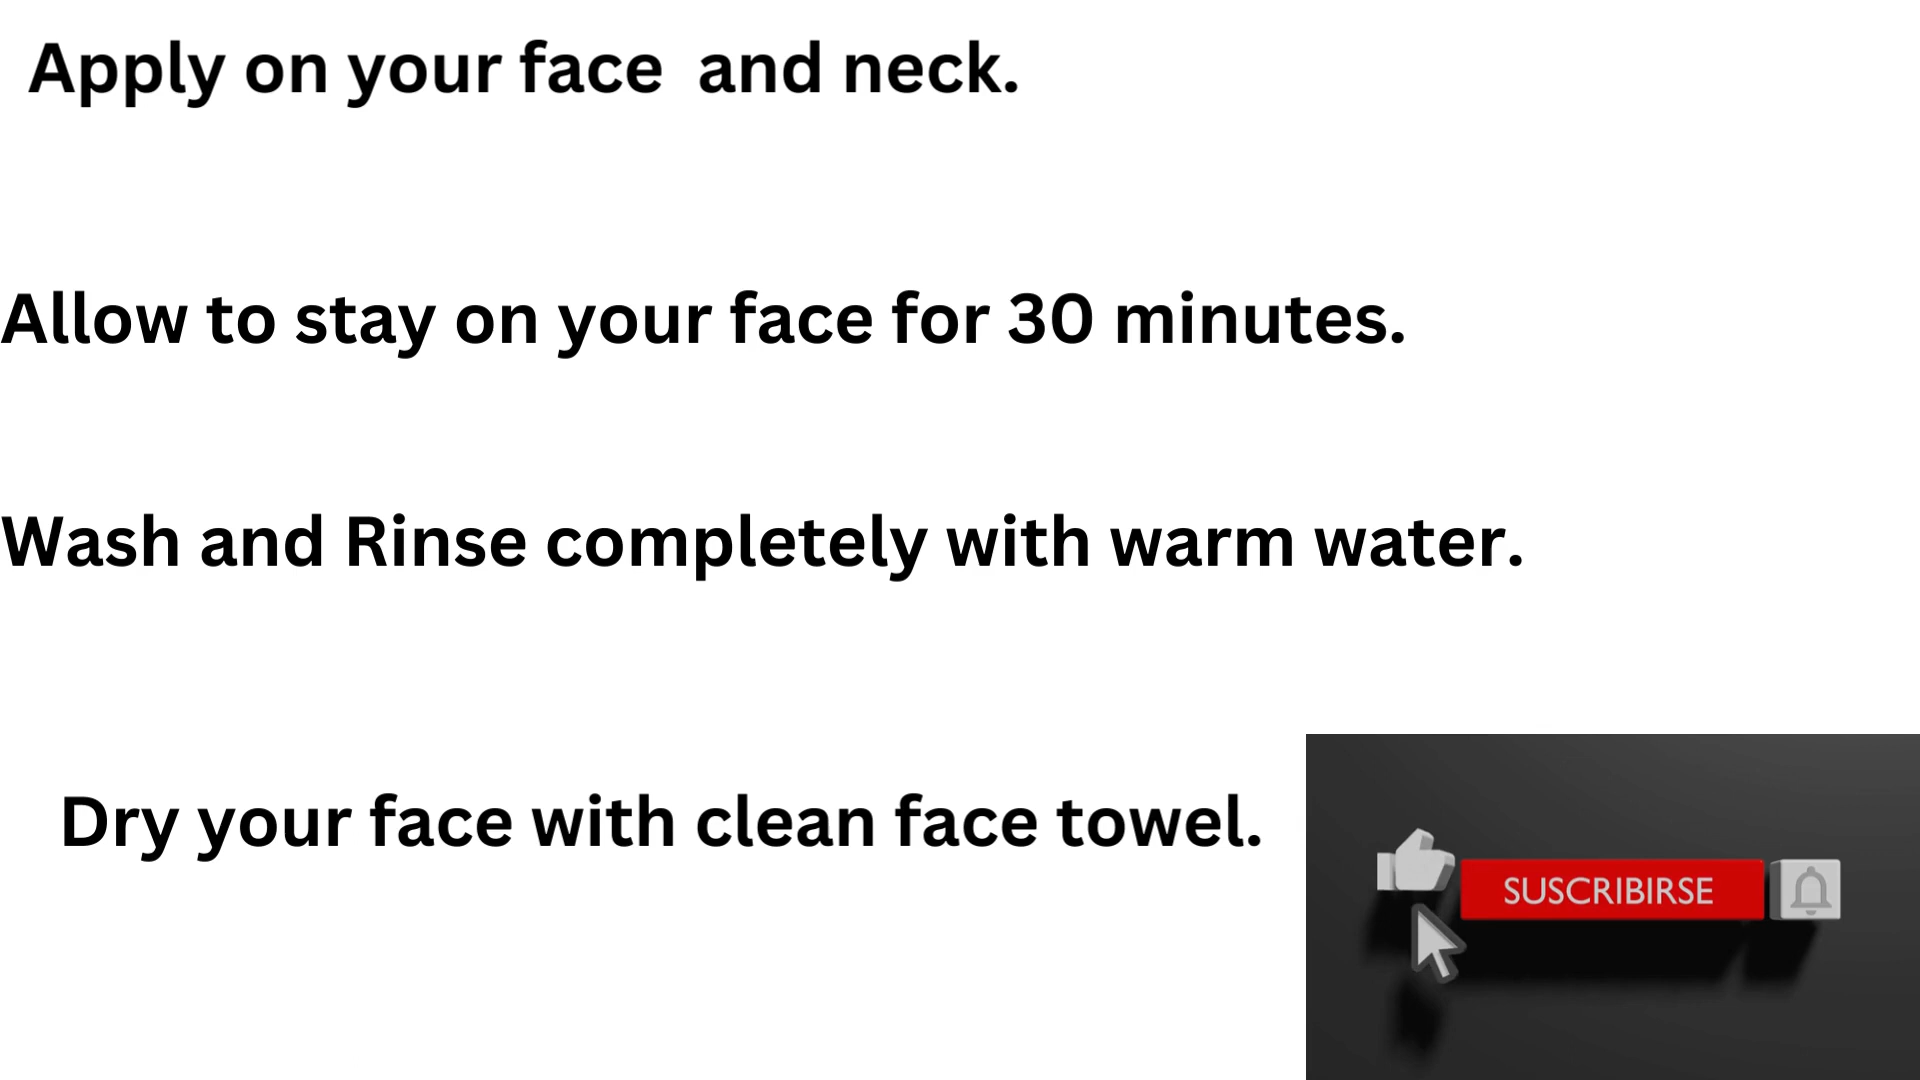 Apply on your face  and neck.
Allow to stay on your face for 30 minutes.
Wash and Rinse completely with warm water.
Dry your face with clean face towel.
SUSCRIBIRSE